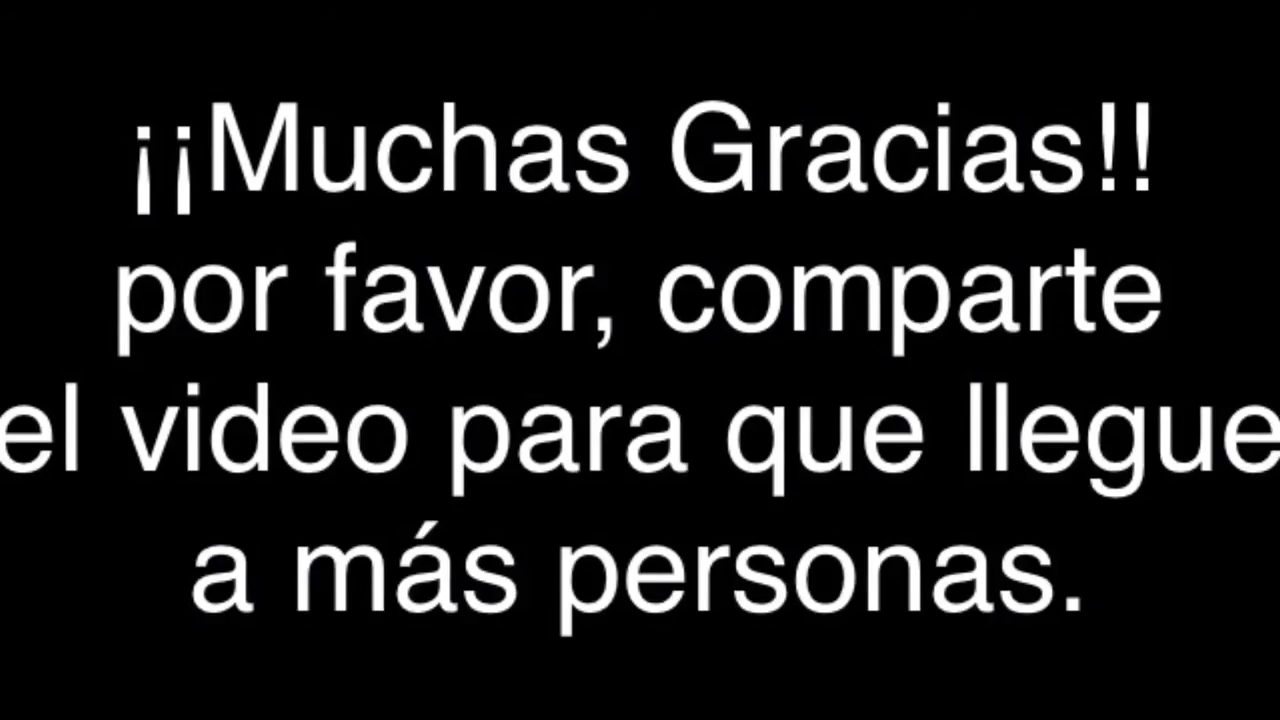 ¡¡Muchas Gracias!!
por favor, comparte
el video para que llegue
a más personas.